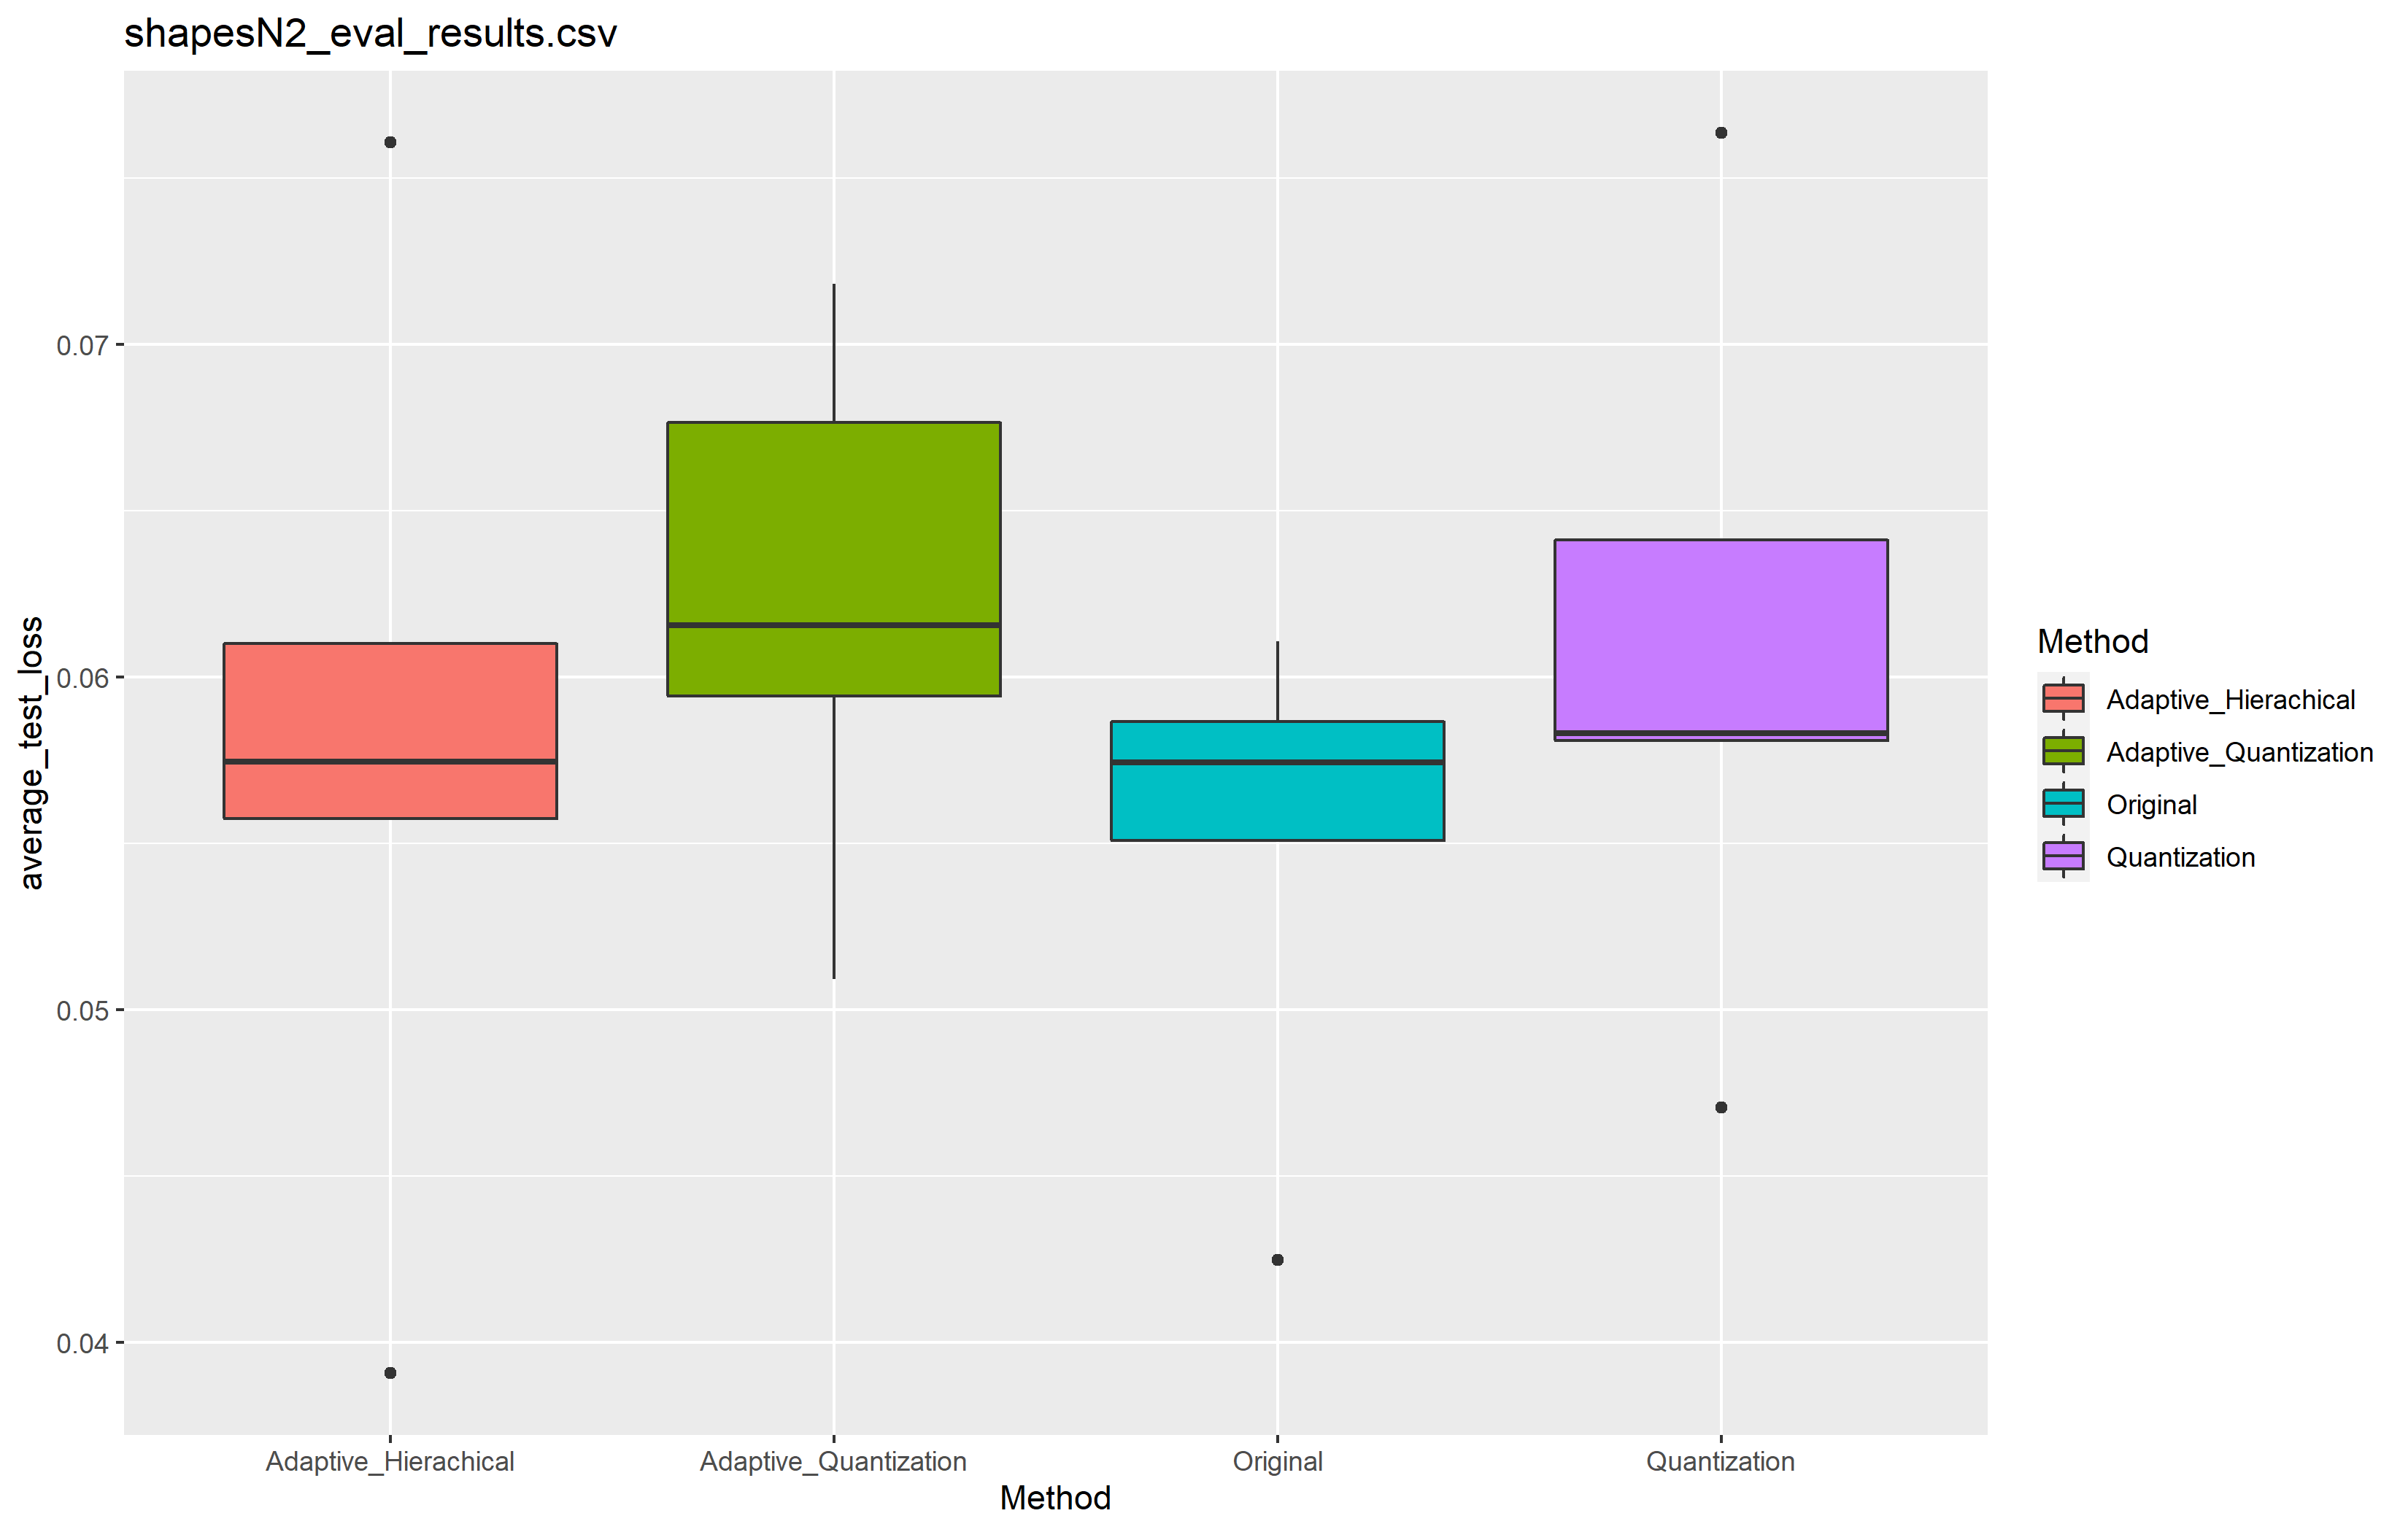 shapesN2_eval_results.csv
average_test_loss
0.07
0.06
0.05
0.04
Adaptive_Hierachical
Adaptive_Quantization
Original
Quantization
Method
Method
Adaptive_Hierachical
Adaptive_Quantization
Original
Quantization